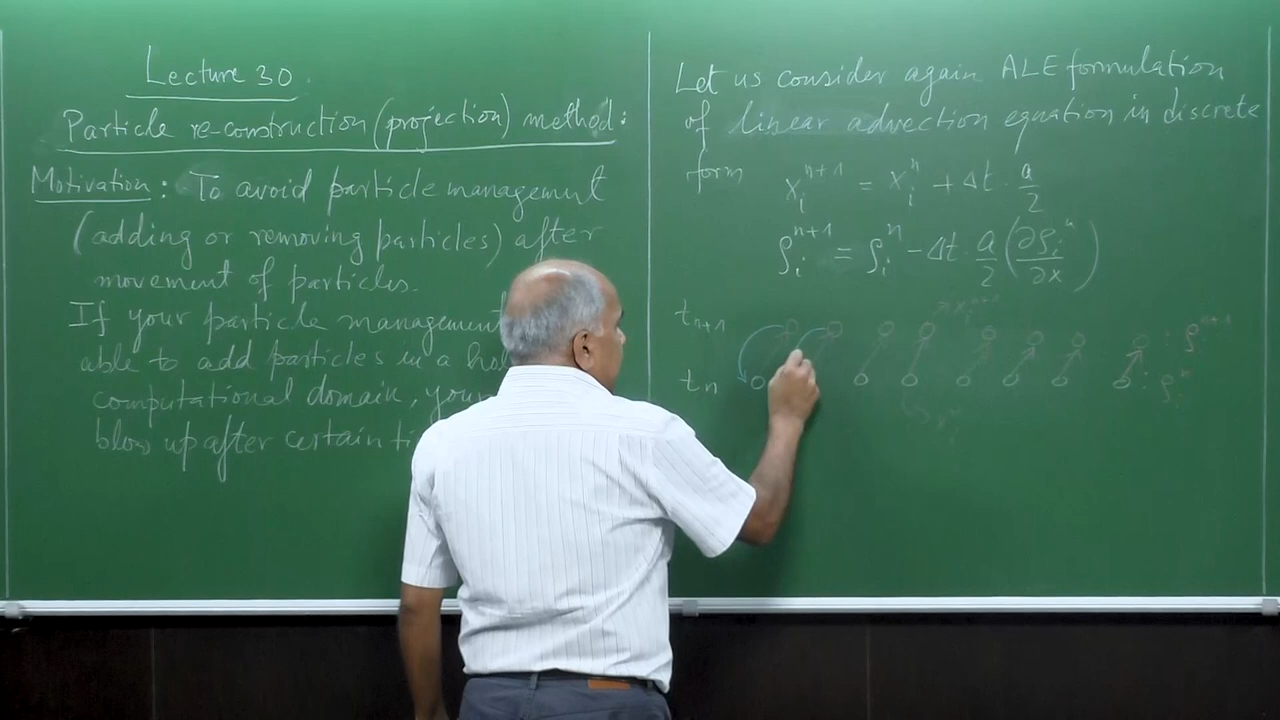 Lecture 30.
Particle re-construction (projection) method:
Motivation: To avoid particle management
(adding or removing particles) after
movement of particles.
If your particle management
able to add particles in a
computational domain,
blow up after certain
Let us consider again ALE formulation
of linear advection equation in discrete
form x_i^{n+1} = x_i^n + Δt · a/2
ρ_i^{n+1} = ρ_i^n - Δt · a/2 (∂ρ_i^n/∂x)
t_{n+1} : ρ^{n+1}
t_n : ρ^n